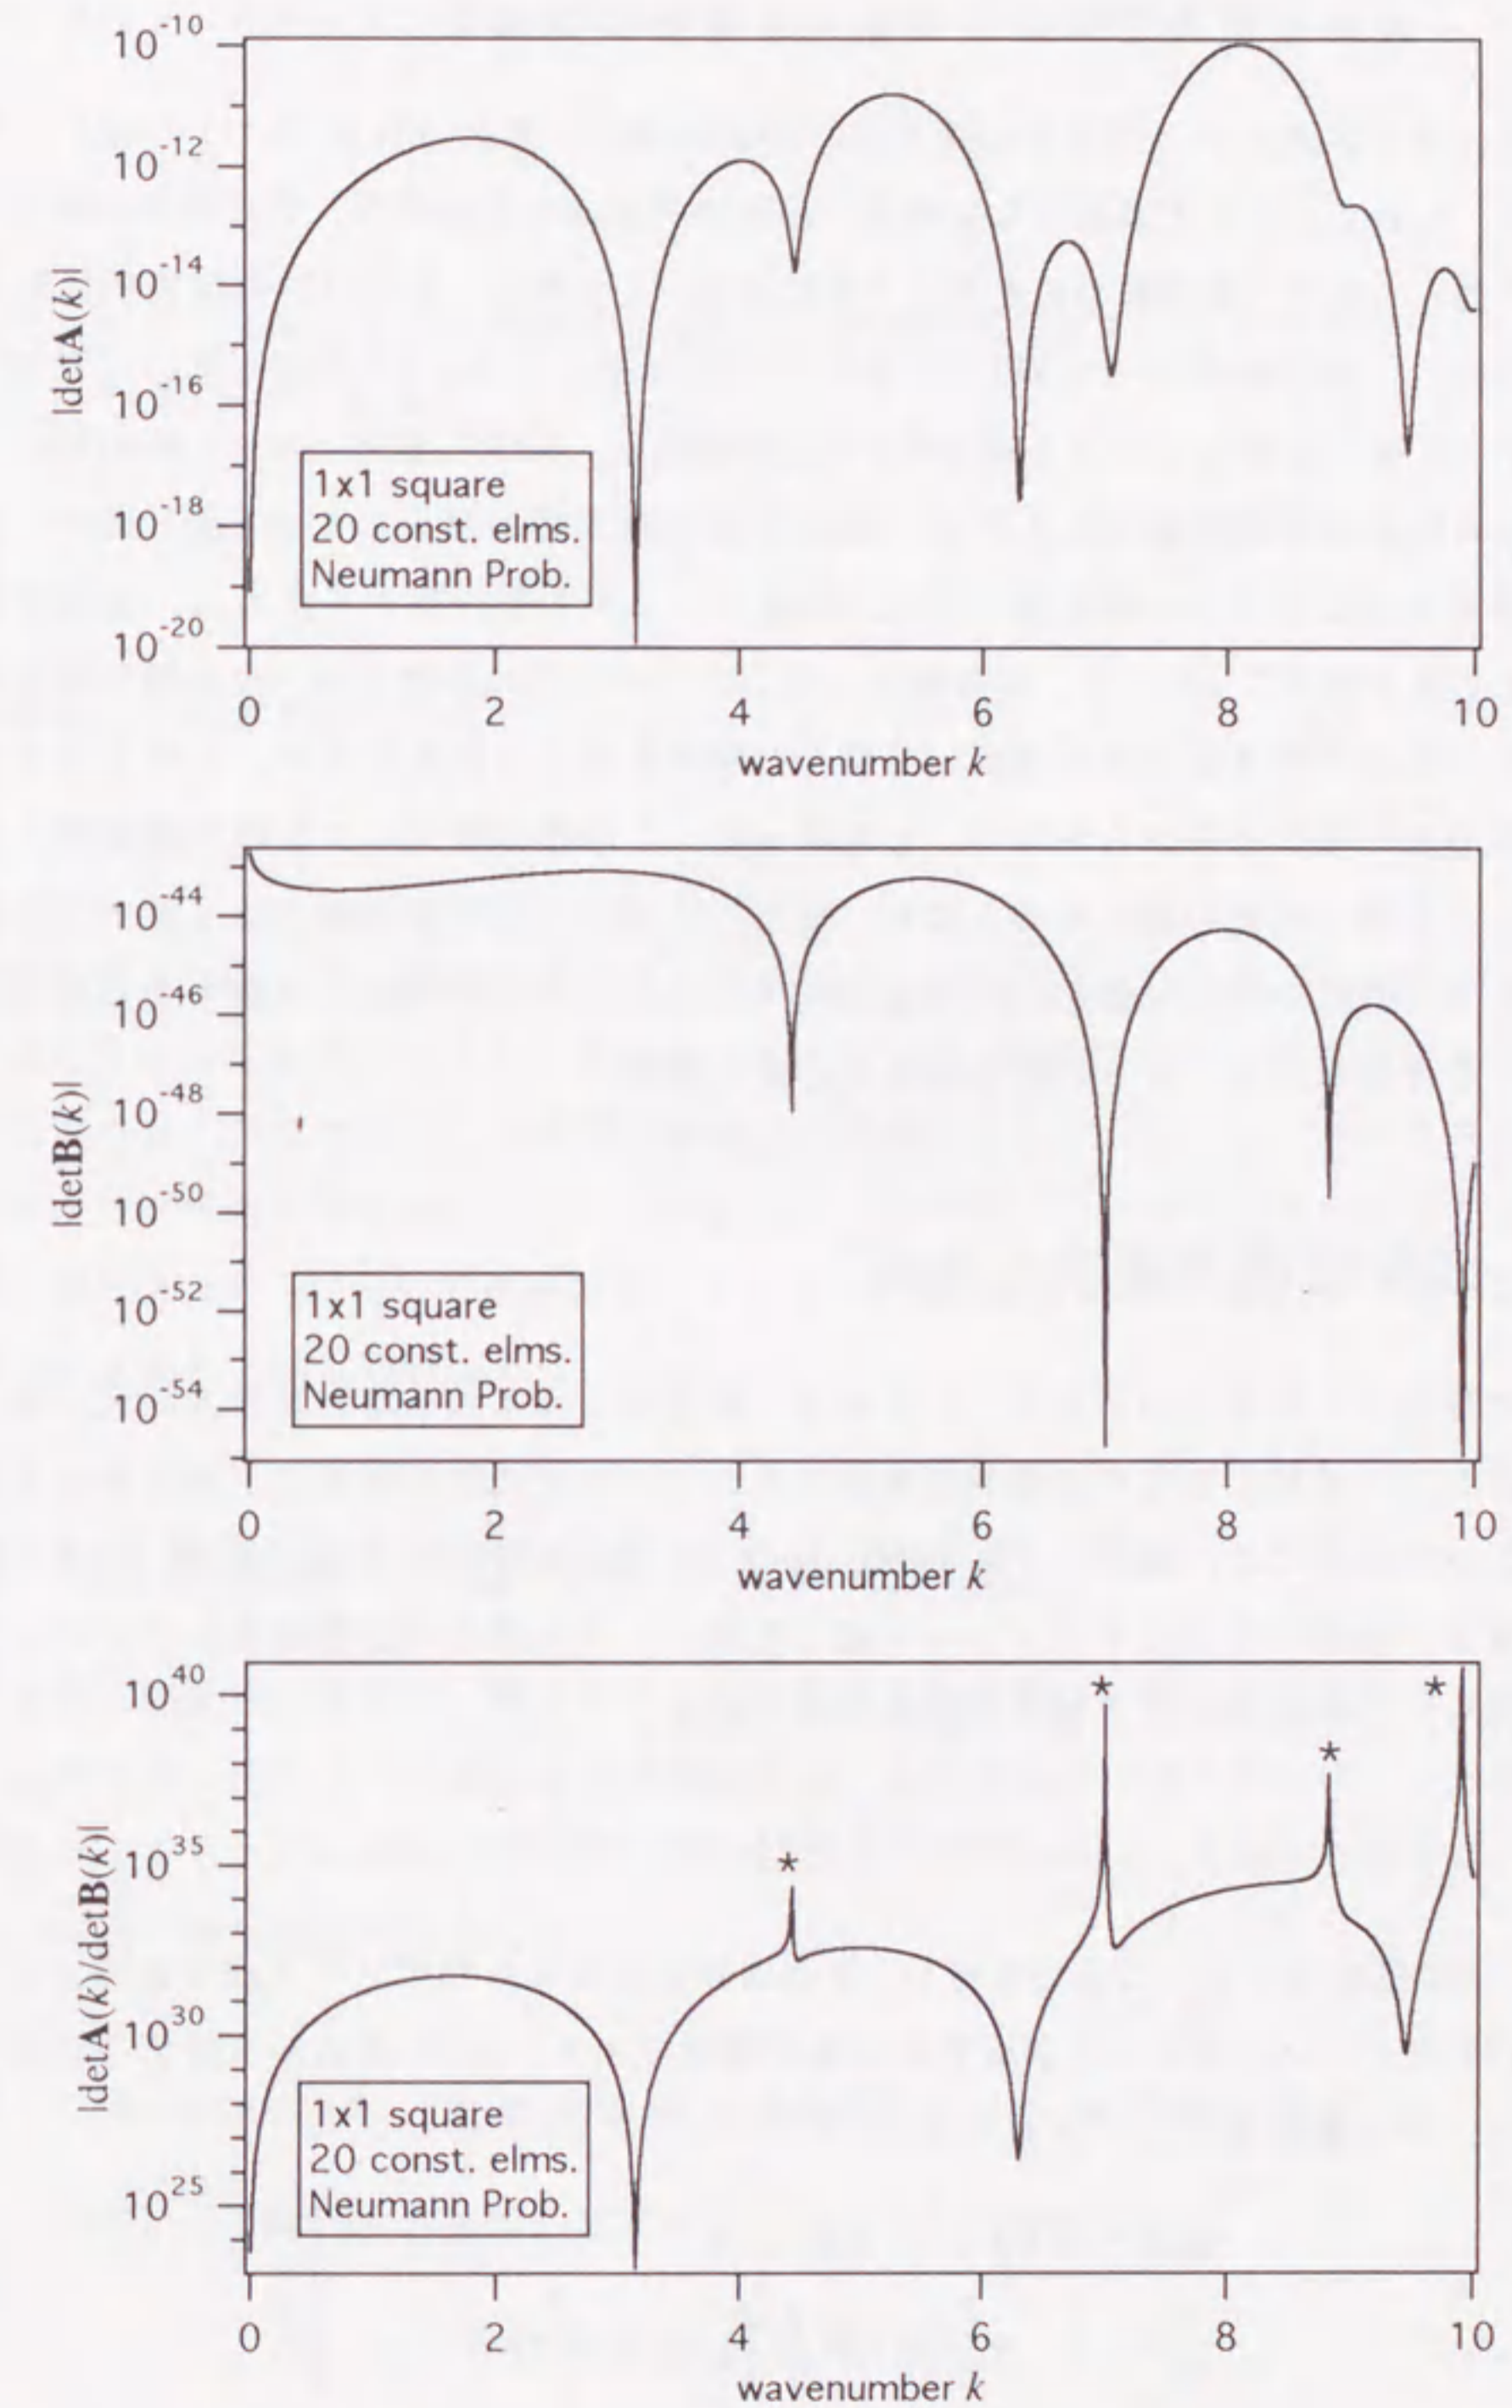 10^-10
10^-12
10^-14
10^-16
10^-18
10^-20
|detA(k)|
1x1 square
20 const. elms.
Neumann Prob.
0 2 4 6 8 10
wavenumber k
10^-44
10^-46
10^-48
10^-50
10^-52
10^-54
|detB(k)|
1x1 square
20 const. elms.
Neumann Prob.
0 2 4 6 8 10
wavenumber k
10^40
10^35
10^30
10^25
|detA(k)/detB(k)|
* * * *
1x1 square
20 const. elms.
Neumann Prob.
0 2 4 6 8 10
wavenumber k